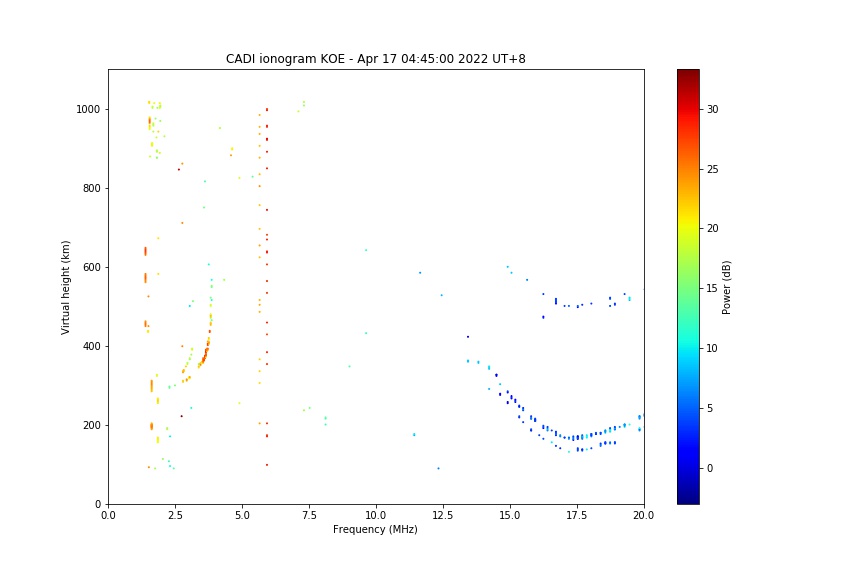 CADI ionogram KOE - Apr 17 04:45:00 2022 UT+8
1000
800
600
400
200
0
Virtual height (km)
0.0 2.5 5.0 7.5 10.0 12.5 15.0 17.5 20.0
Frequency (MHz)
30
25
20
15
10
5
0
Power (dB)